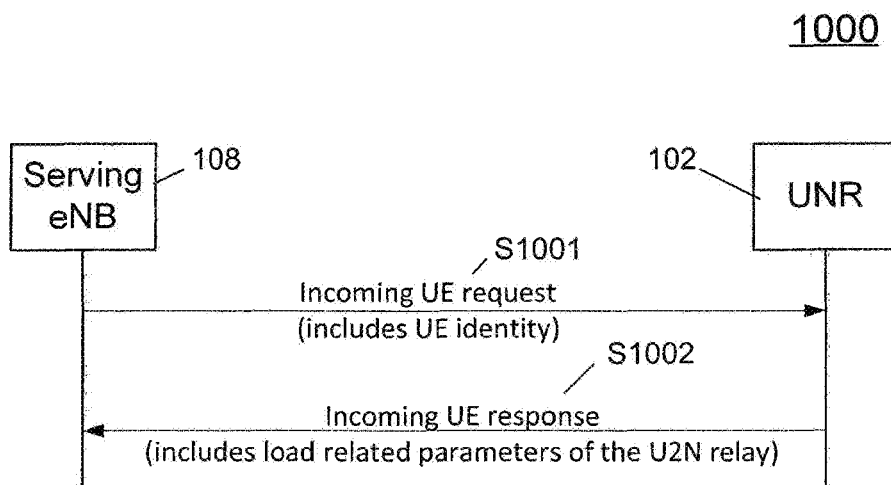 1000
Serving
eNB
108
102
UNR
S1001
Incoming UE request
(includes UE identity)
S1002
Incoming UE response
(includes load related parameters of the U2N relay)